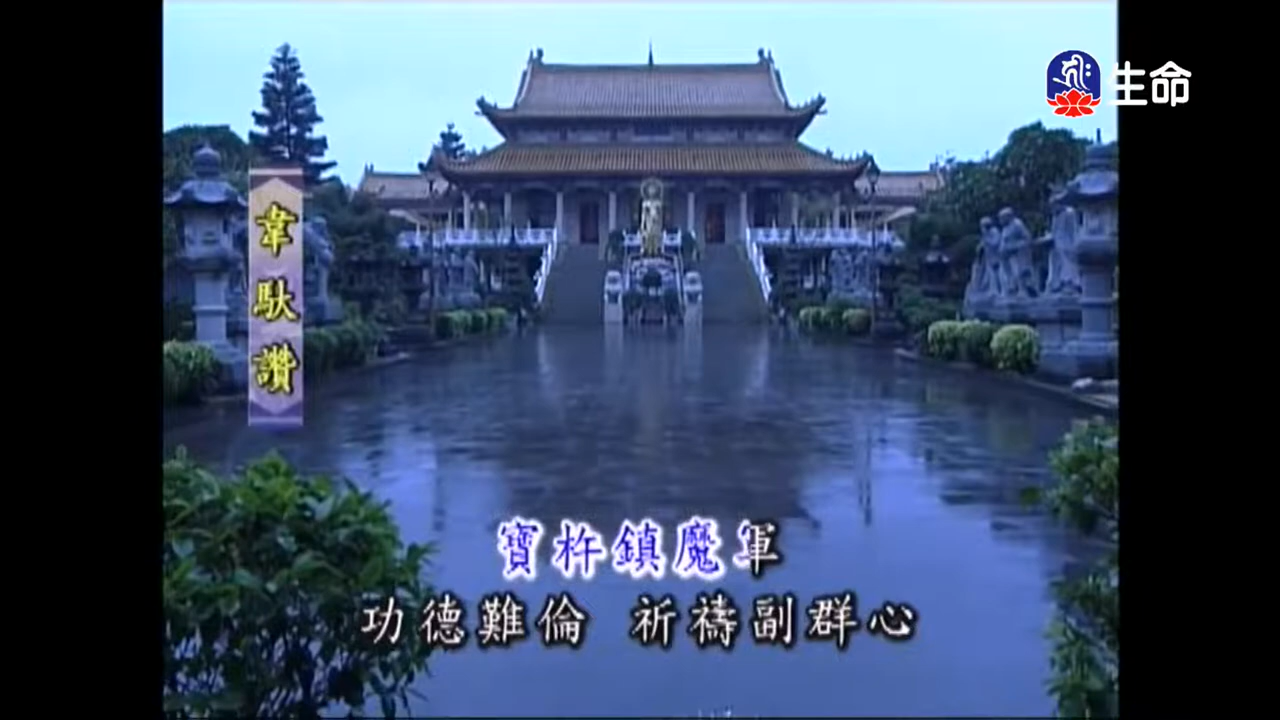 生命
韋馱讚
寶杵鎮魔軍
功德難倫 祈禱副群心